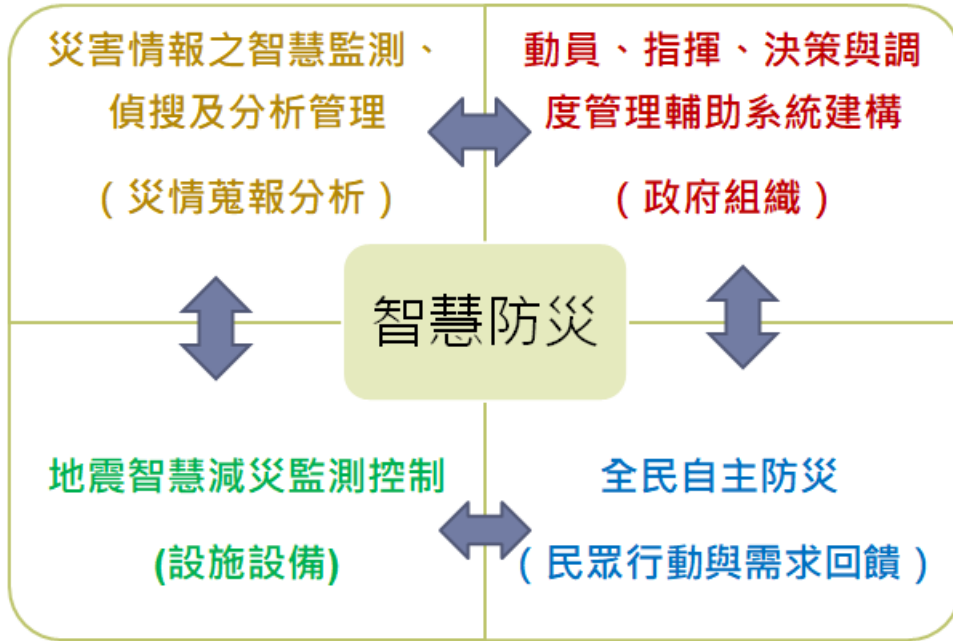 災害情報之智慧監測、
偵搜及分析管理
（災情蒐報分析）
動員、指揮、決策與調
度管理輔助系統建構
（政府組織）
智慧防災
地震智慧減災監測控制
(設施設備)
全民自主防災
（民眾行動與需求回饋）